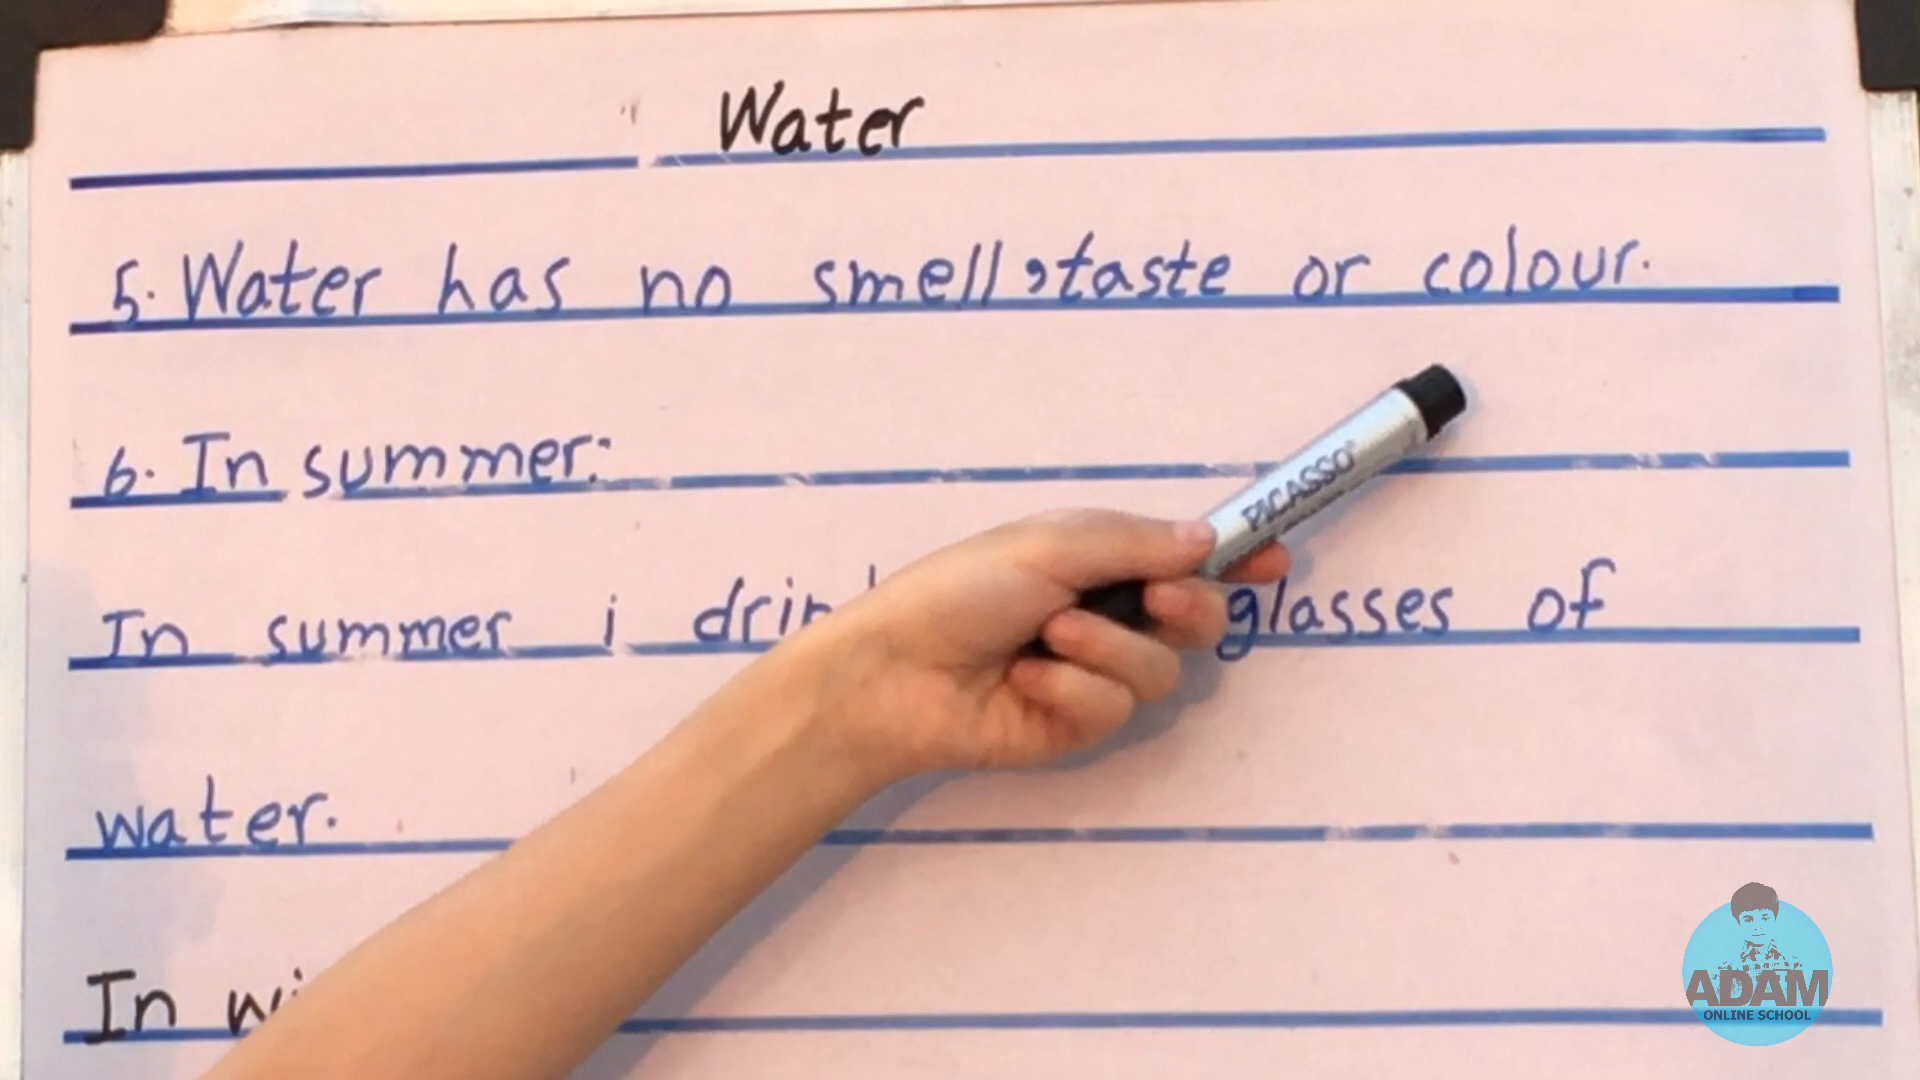 Water
5. Water has no smell, taste or colour.
6. In summer:
In summer i glasses of
water.
In
PICASSO
ADAM
ONLINE SCHOOL